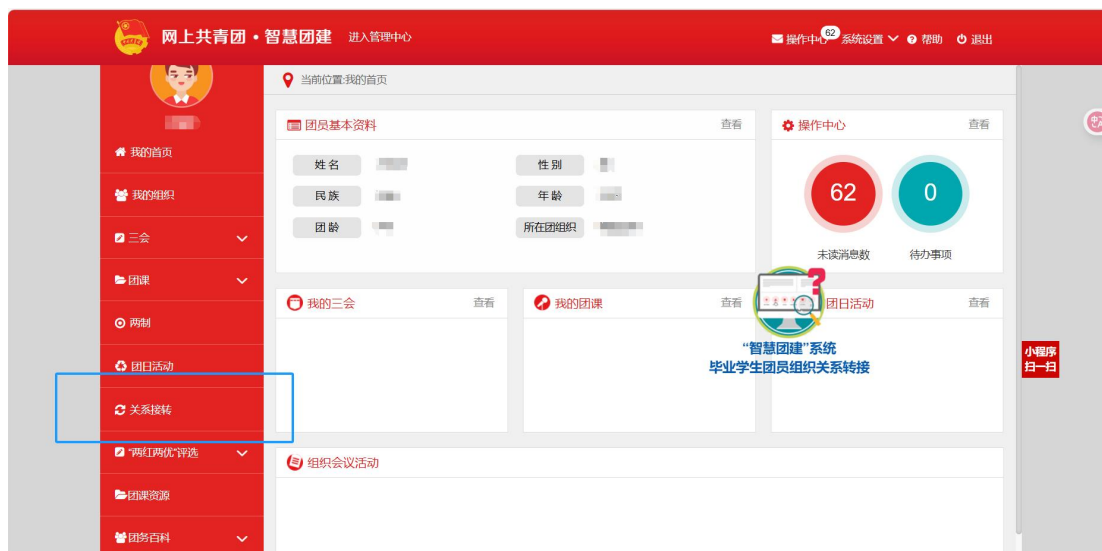 网上共青团·智慧团建 进入管理中心
操作中心 62 系统设置 帮助 退出
当前位置:我的首页
我的首页
我的组织
三会
团课
两制
团日活动
关系接转
"两红两优"评选
团课资源
团务百科
团员基本资料 查看
姓名 性别
民族 年龄
团龄 所在团组织
操作中心 查看
62 0
未读消息数 待办事项
我的三会 查看
我的团课 查看
团日活动 查看
"智慧团建"系统
毕业学生团员组织关系转接
组织会议活动
小程序
扫一扫